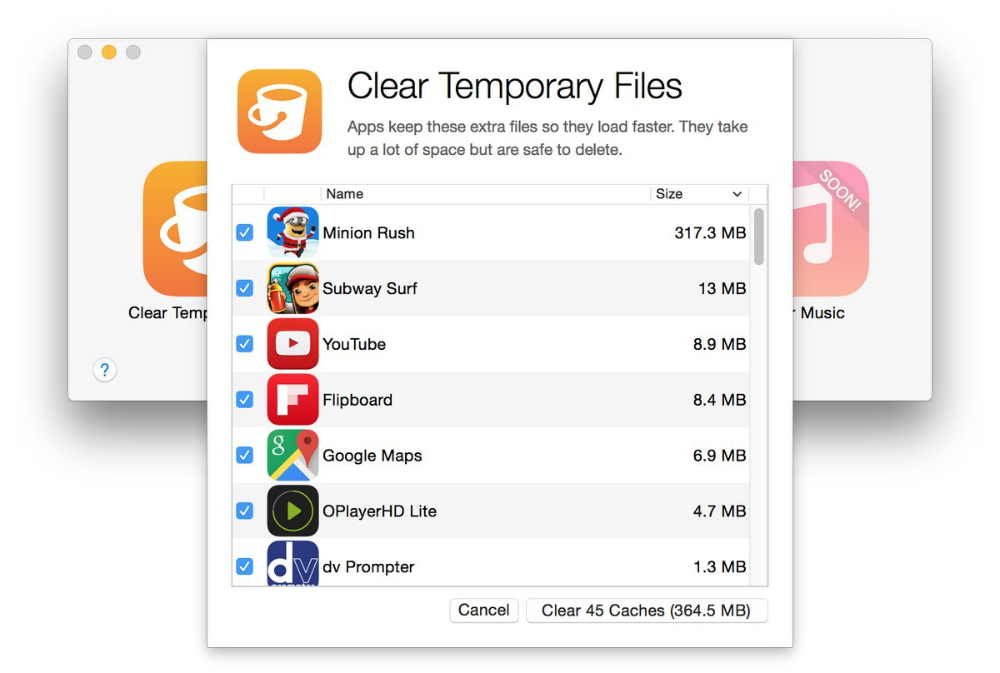 Clear Temporary Files
Apps keep these extra files so they load faster. They take
up a lot of space but are safe to delete.
Name Size
Minion Rush 317.3 MB
Subway Surf 13 MB
YouTube 8.9 MB
Flipboard 8.4 MB
g
Google Maps 6.9 MB
OPlayerHD Lite 4.7 MB
dv
dv Prompter 1.3 MB
Cancel Clear 45 Caches (364.5 MB)
Clear Temp
?
SOON!
Music